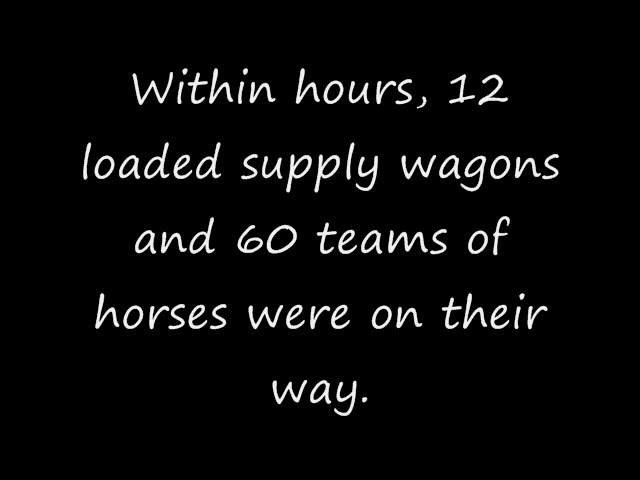 Within hours, 12
loaded supply wagons
and 60 teams of
horses were on their
way.